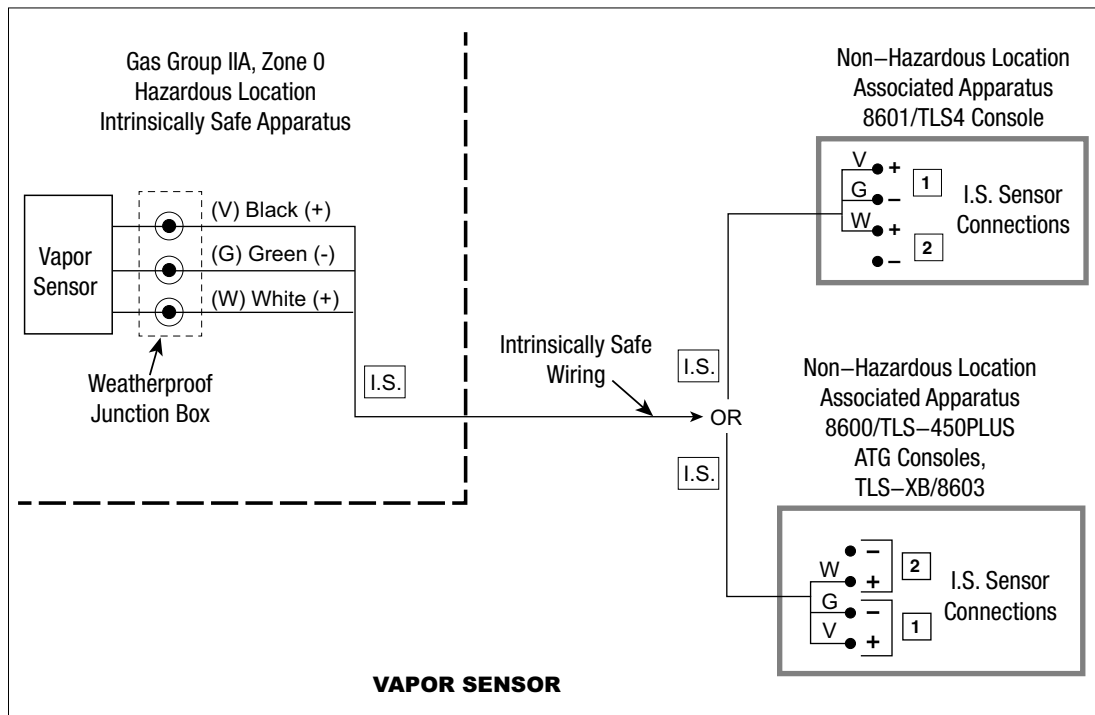 Gas Group IIA, Zone 0
Hazardous Location
Intrinsically Safe Apparatus
Vapor
Sensor
(V) Black (+)
(G) Green (-)
(W) White (+)
Weatherproof
Junction Box
I.S.
Intrinsically Safe
Wiring
I.S.
OR
I.S.
Non–Hazardous Location
Associated Apparatus
8601/TLS4 Console
V + 1
G –
W + 2
–
I.S. Sensor
Connections
Non–Hazardous Location
Associated Apparatus
8600/TLS–450PLUS
ATG Consoles,
TLS–XB/8603
– 2
W +
G – 1
V +
I.S. Sensor
Connections
VAPOR SENSOR